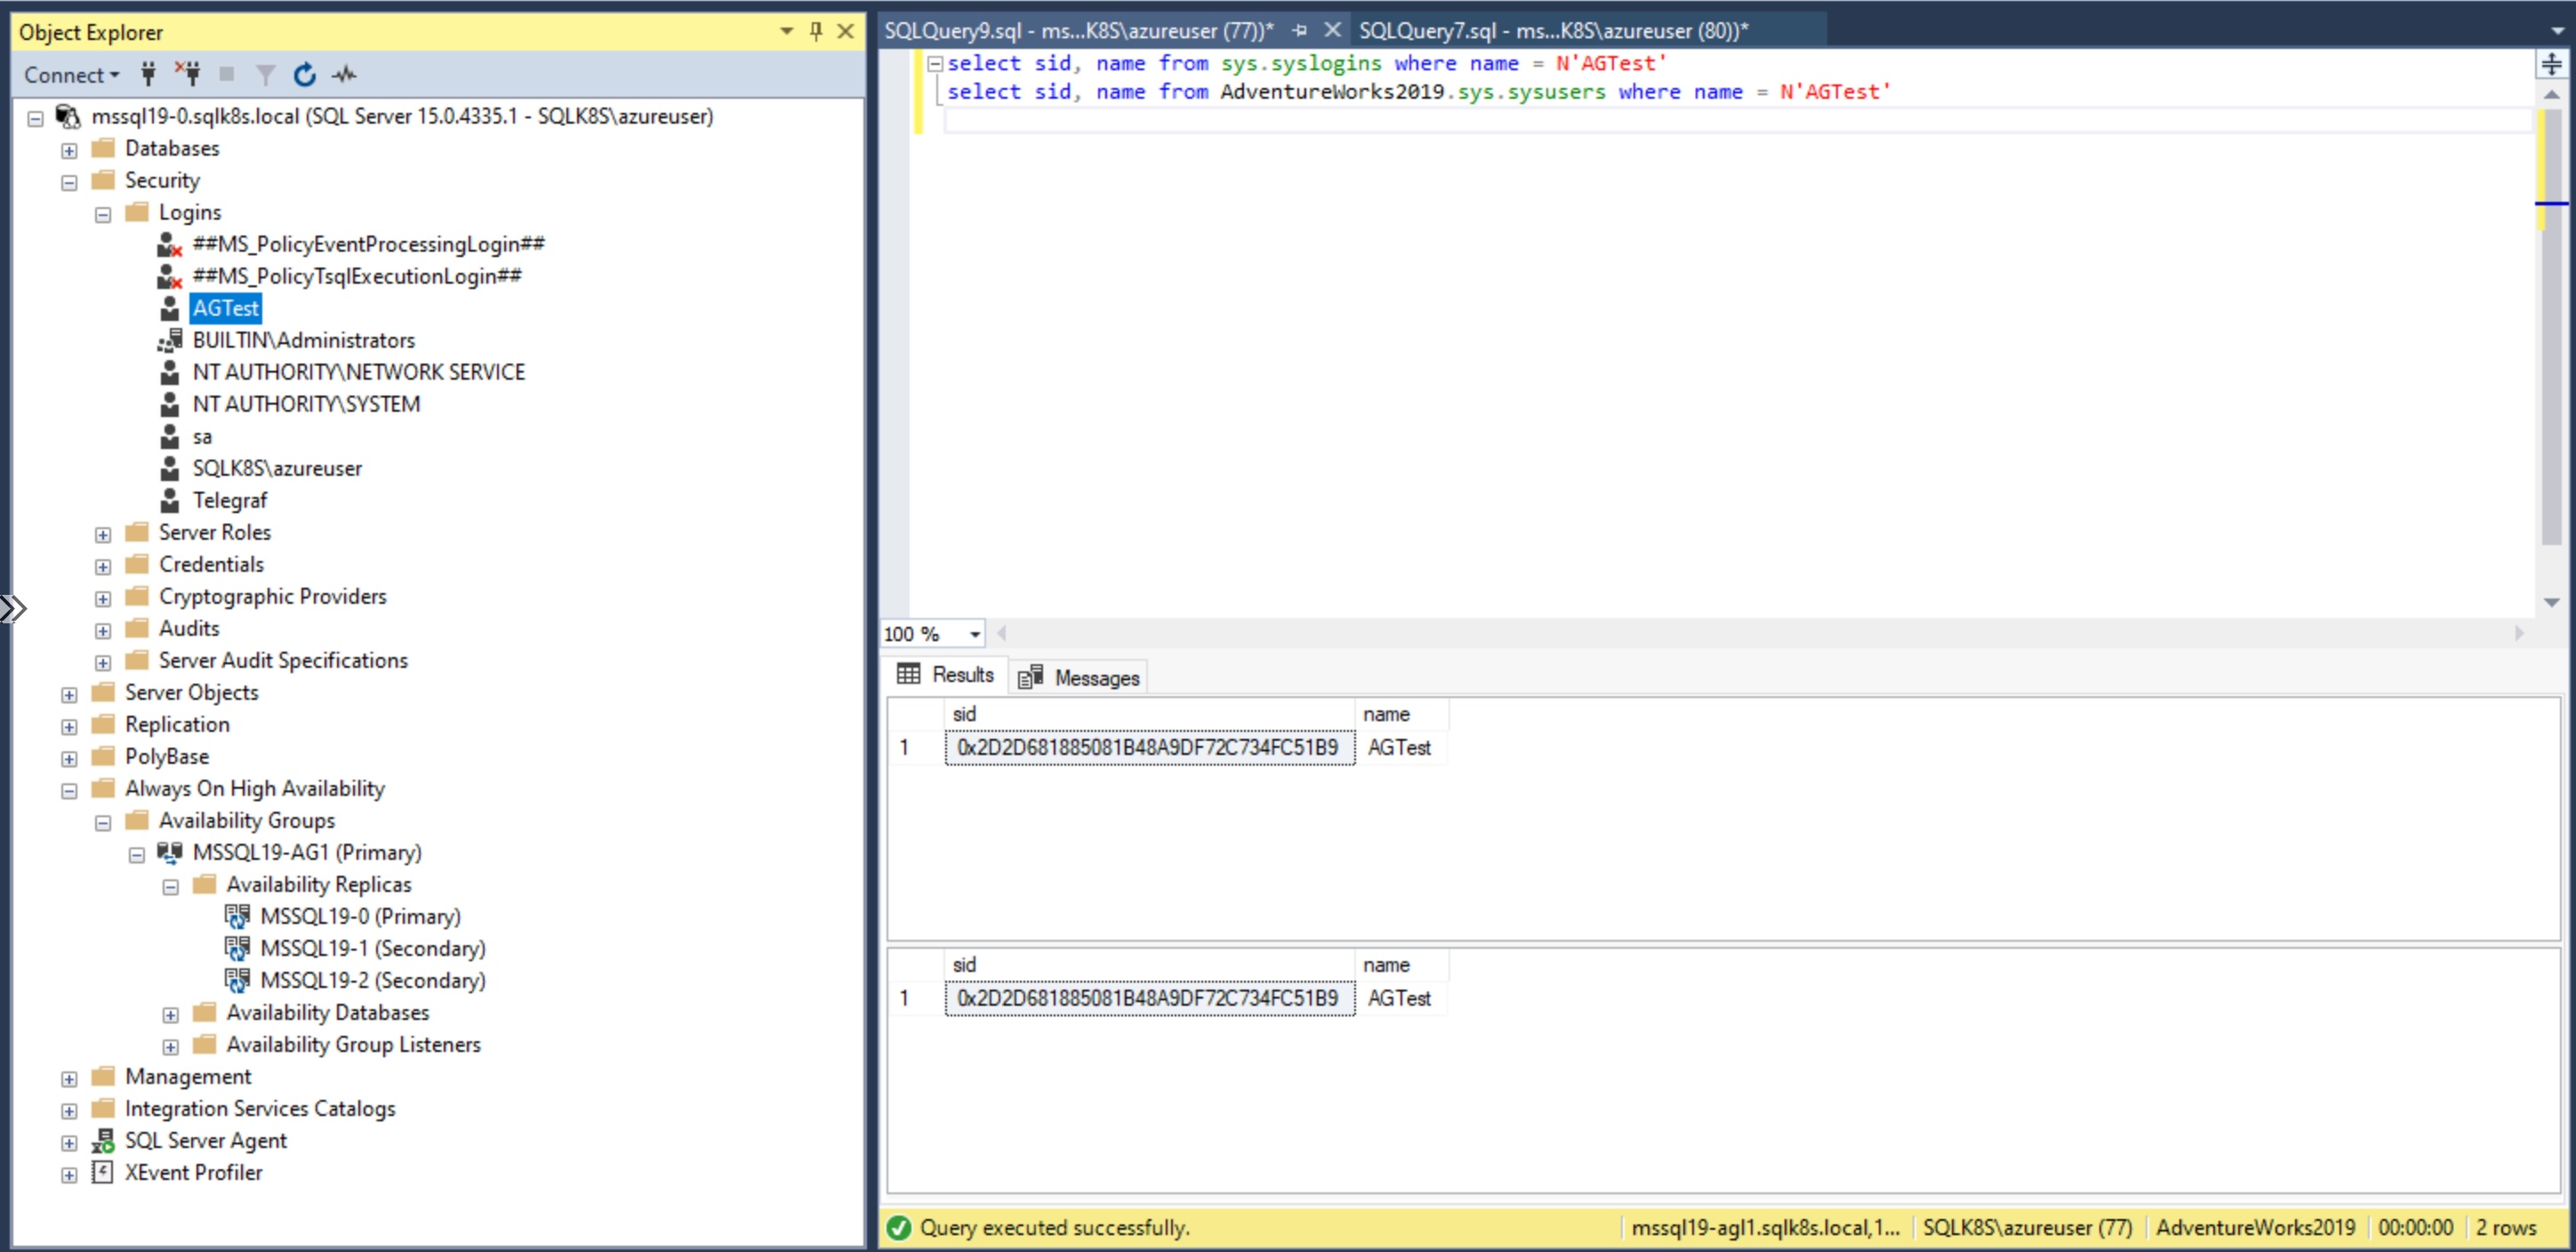 Object Explorer
Connect
mssql19-0.sqlk8s.local (SQL Server 15.0.4335.1 - SQLK8S\azureuser)
Databases
Security
Logins
##MS_PolicyEventProcessingLogin##
##MS_PolicyTsqlExecutionLogin##
AGTest
BUILTIN\Administrators
NT AUTHORITY\NETWORK SERVICE
NT AUTHORITY\SYSTEM
sa
SQLK8S\azureuser
Telegraf
Server Roles
Credentials
Cryptographic Providers
Audits
Server Audit Specifications
Server Objects
Replication
PolyBase
Always On High Availability
Availability Groups
MSSQL19-AG1 (Primary)
Availability Replicas
MSSQL19-0 (Primary)
MSSQL19-1 (Secondary)
MSSQL19-2 (Secondary)
Availability Databases
Availability Group Listeners
Management
Integration Services Catalogs
SQL Server Agent
XEvent Profiler
SQLQuery9.sql - ms...K8S\azureuser (77))* SQLQuery7.sql - ms...K8S\azureuser (80))*
select sid, name from sys.syslogins where name = N'AGTest'
select sid, name from AdventureWorks2019.sys.sysusers where name = N'AGTest'
100 %
Results Messages
sid name
1 0x2D2D681885081B48A9DF72C734FC51B9 AGTest
sid name
1 0x2D2D681885081B48A9DF72C734FC51B9 AGTest
Query executed successfully. mssql19-agl1.sqlk8s.local,1... SQLK8S\azureuser (77) AdventureWorks2019 00:00:00 2 rows